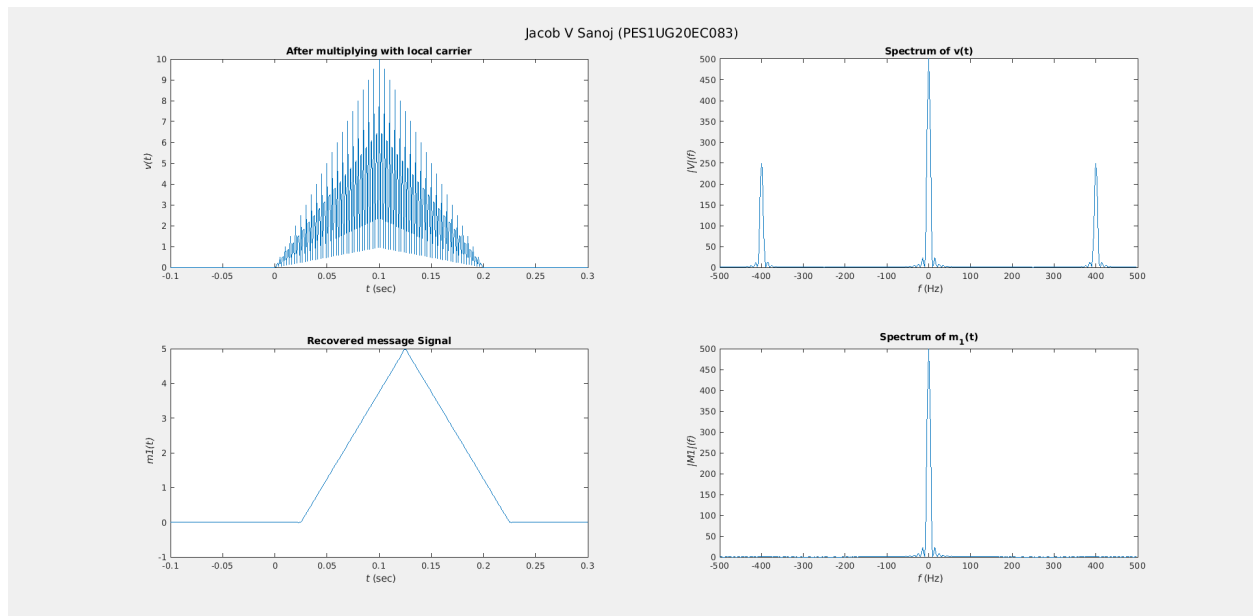 Jacob V Sanoj (PES1UG20EC083)
After multiplying with local carrier
v(t)
10
9
8
7
6
5
4
3
2
1
0
-0.1 -0.05 0 0.05 0.1 0.15 0.2 0.25 0.3
t (sec)
Spectrum of v(t)
|V|(f)
500
450
400
350
300
250
200
150
100
50
0
-500 -400 -300 -200 -100 0 100 200 300 400 500
f (Hz)
Recovered message Signal
m1(t)
5
4
3
2
1
0
-1
-0.1 -0.05 0 0.05 0.1 0.15 0.2 0.25 0.3
t (sec)
Spectrum of m1(t)
|M1|(f)
500
450
400
350
300
250
200
150
100
50
0
-500 -400 -300 -200 -100 0 100 200 300 400 500
f (Hz)